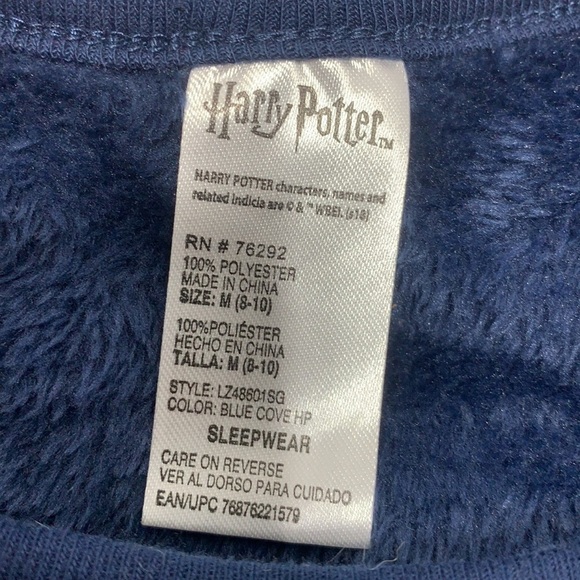 Harry Potter™
HARRY POTTER characters, names and
related indicia are © & ™ WBEI. (s18)
RN # 76292
100% POLYESTER
MADE IN CHINA
SIZE: M (8-10)
100% POLIÉSTER
HECHO EN CHINA
TALLA: M (8-10)
STYLE: LZ48601SG
COLOR: BLUE COVE HP
SLEEPWEAR
CARE ON REVERSE
VER AL DORSO PARA CUIDADO
EAN/UPC 76876221579